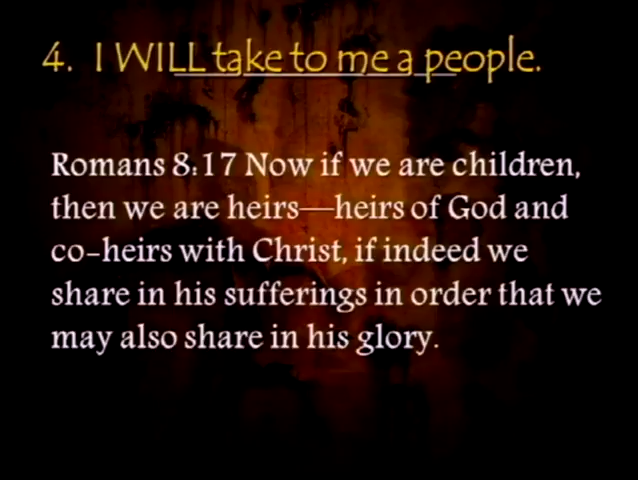 4. I WILL take to me a people.
Romans 8:17 Now if we are children,
then we are heirs—heirs of God and
co-heirs with Christ, if indeed we
share in his sufferings in order that we
may also share in his glory.